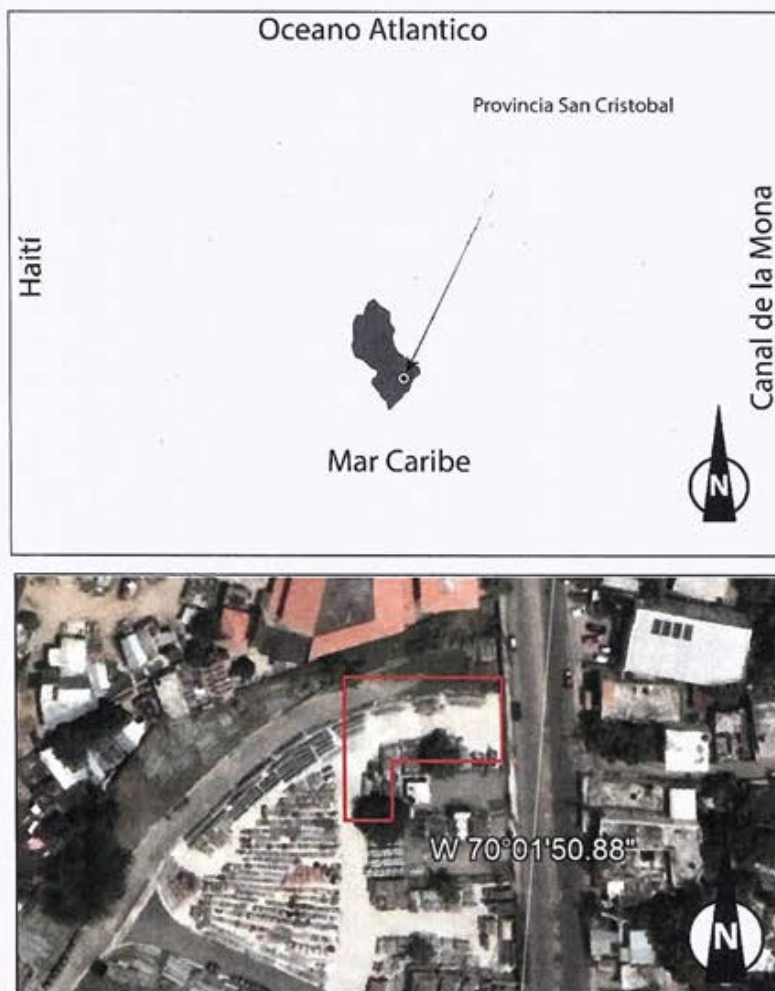 Oceano Atlantico
Provincia San Cristobal
Haití
Canal de la Mona
Mar Caribe
N
W 70°01'50.88"
N